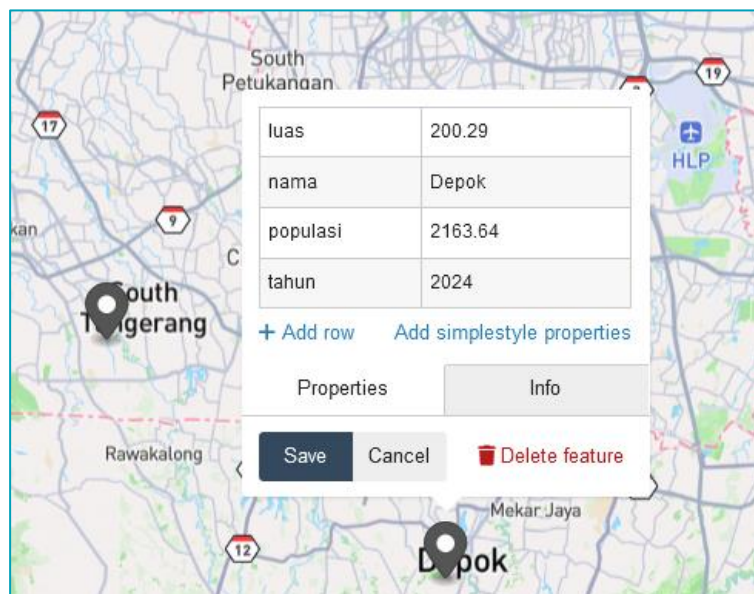 South
Petukangan
19
17
luas 200.29
HLP
nama Depok
9
populasi 2163.64
tahun 2024
South
Tangerang
+ Add row Add simplestyle properties
Properties Info
Rawakalong
Save Cancel Delete feature
Mekar Jaya
12
Depok